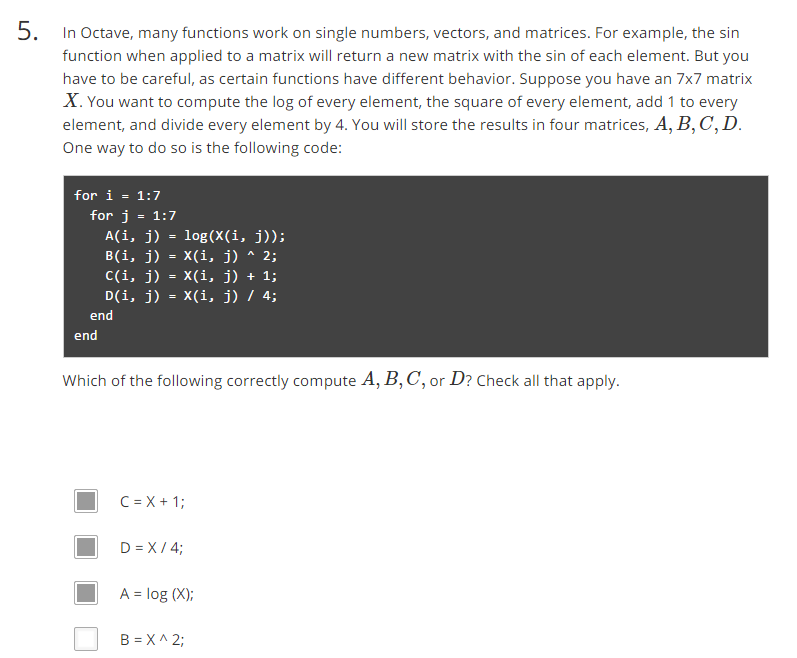 5. In Octave, many functions work on single numbers, vectors, and matrices. For example, the sin
function when applied to a matrix will return a new matrix with the sin of each element. But you
have to be careful, as certain functions have different behavior. Suppose you have an 7x7 matrix
X. You want to compute the log of every element, the square of every element, add 1 to every
element, and divide every element by 4. You will store the results in four matrices, A, B, C, D.
One way to do so is the following code:
for i = 1:7
for j = 1:7
A(i, j) = log(X(i, j));
B(i, j) = X(i, j) ^ 2;
C(i, j) = X(i, j) + 1;
D(i, j) = X(i, j) / 4;
end
end
Which of the following correctly compute A, B, C, or D? Check all that apply.
C = X + 1;
D = X / 4;
A = log (X);
B = X ^ 2;